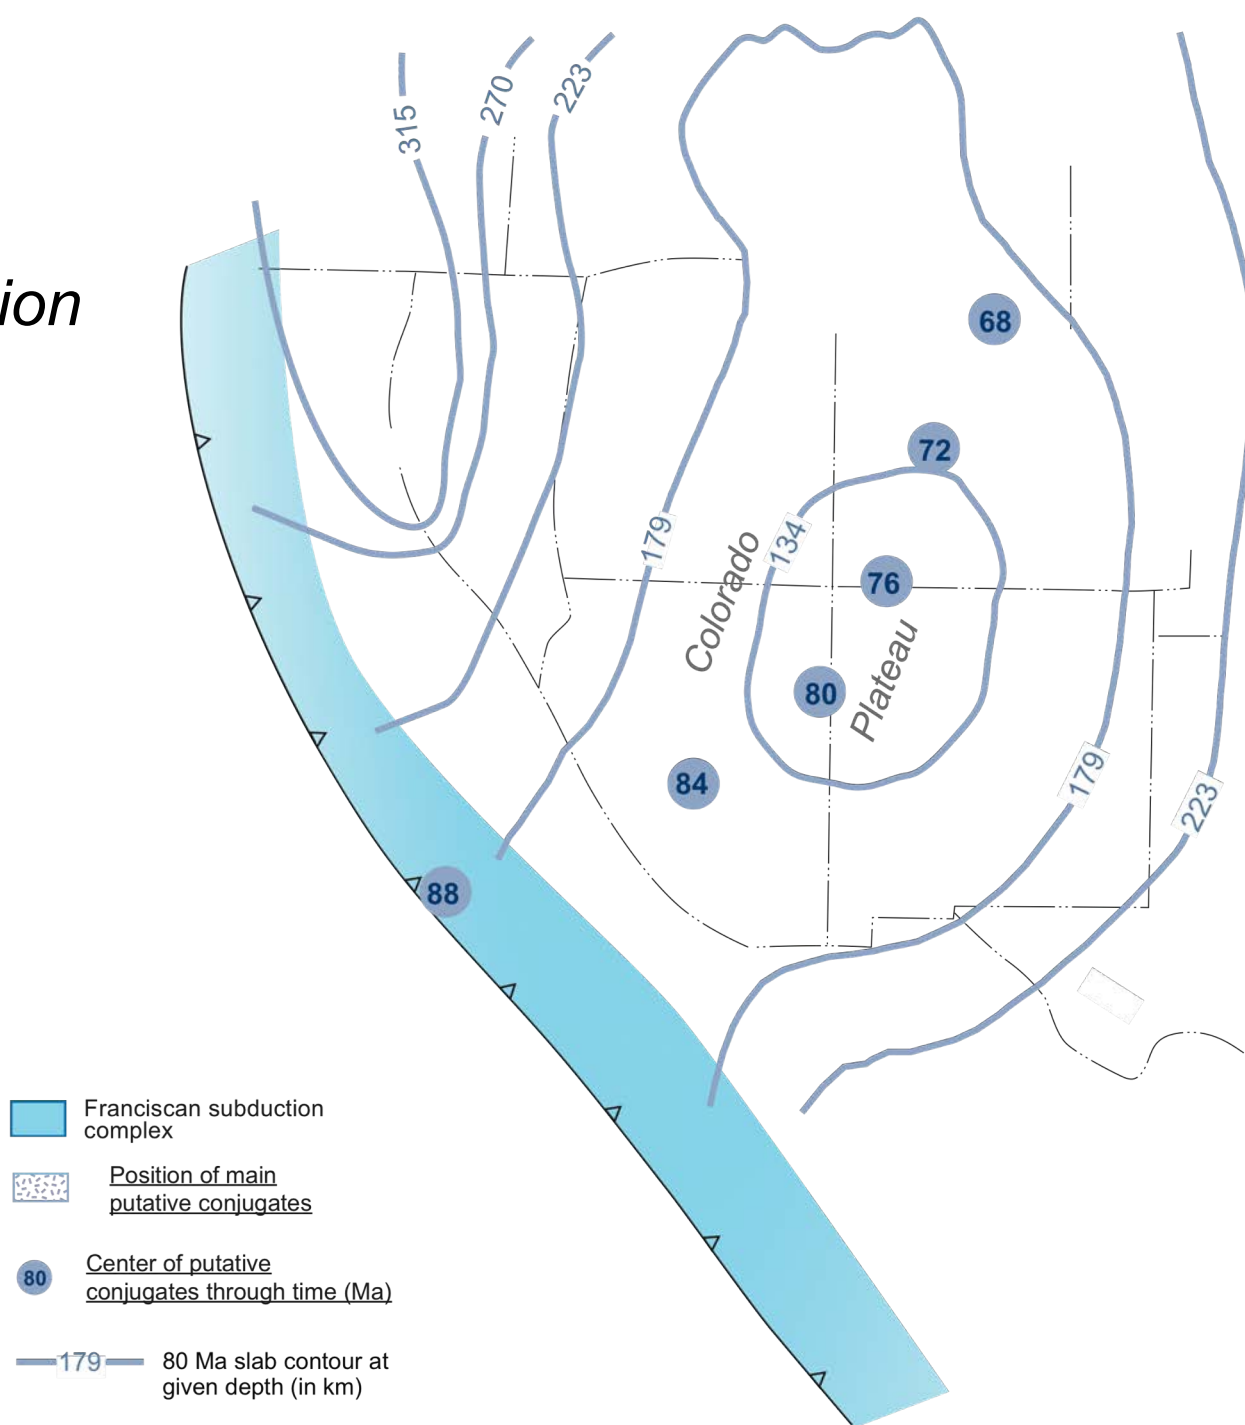 315
270
223
ion
68
72
179
134
Colorado
76
Plateau
80
84
179
223
88
Franciscan subduction
complex
Position of main
putative conjugates
80
Center of putative
conjugates through time (Ma)
179
80 Ma slab contour at
given depth (in km)